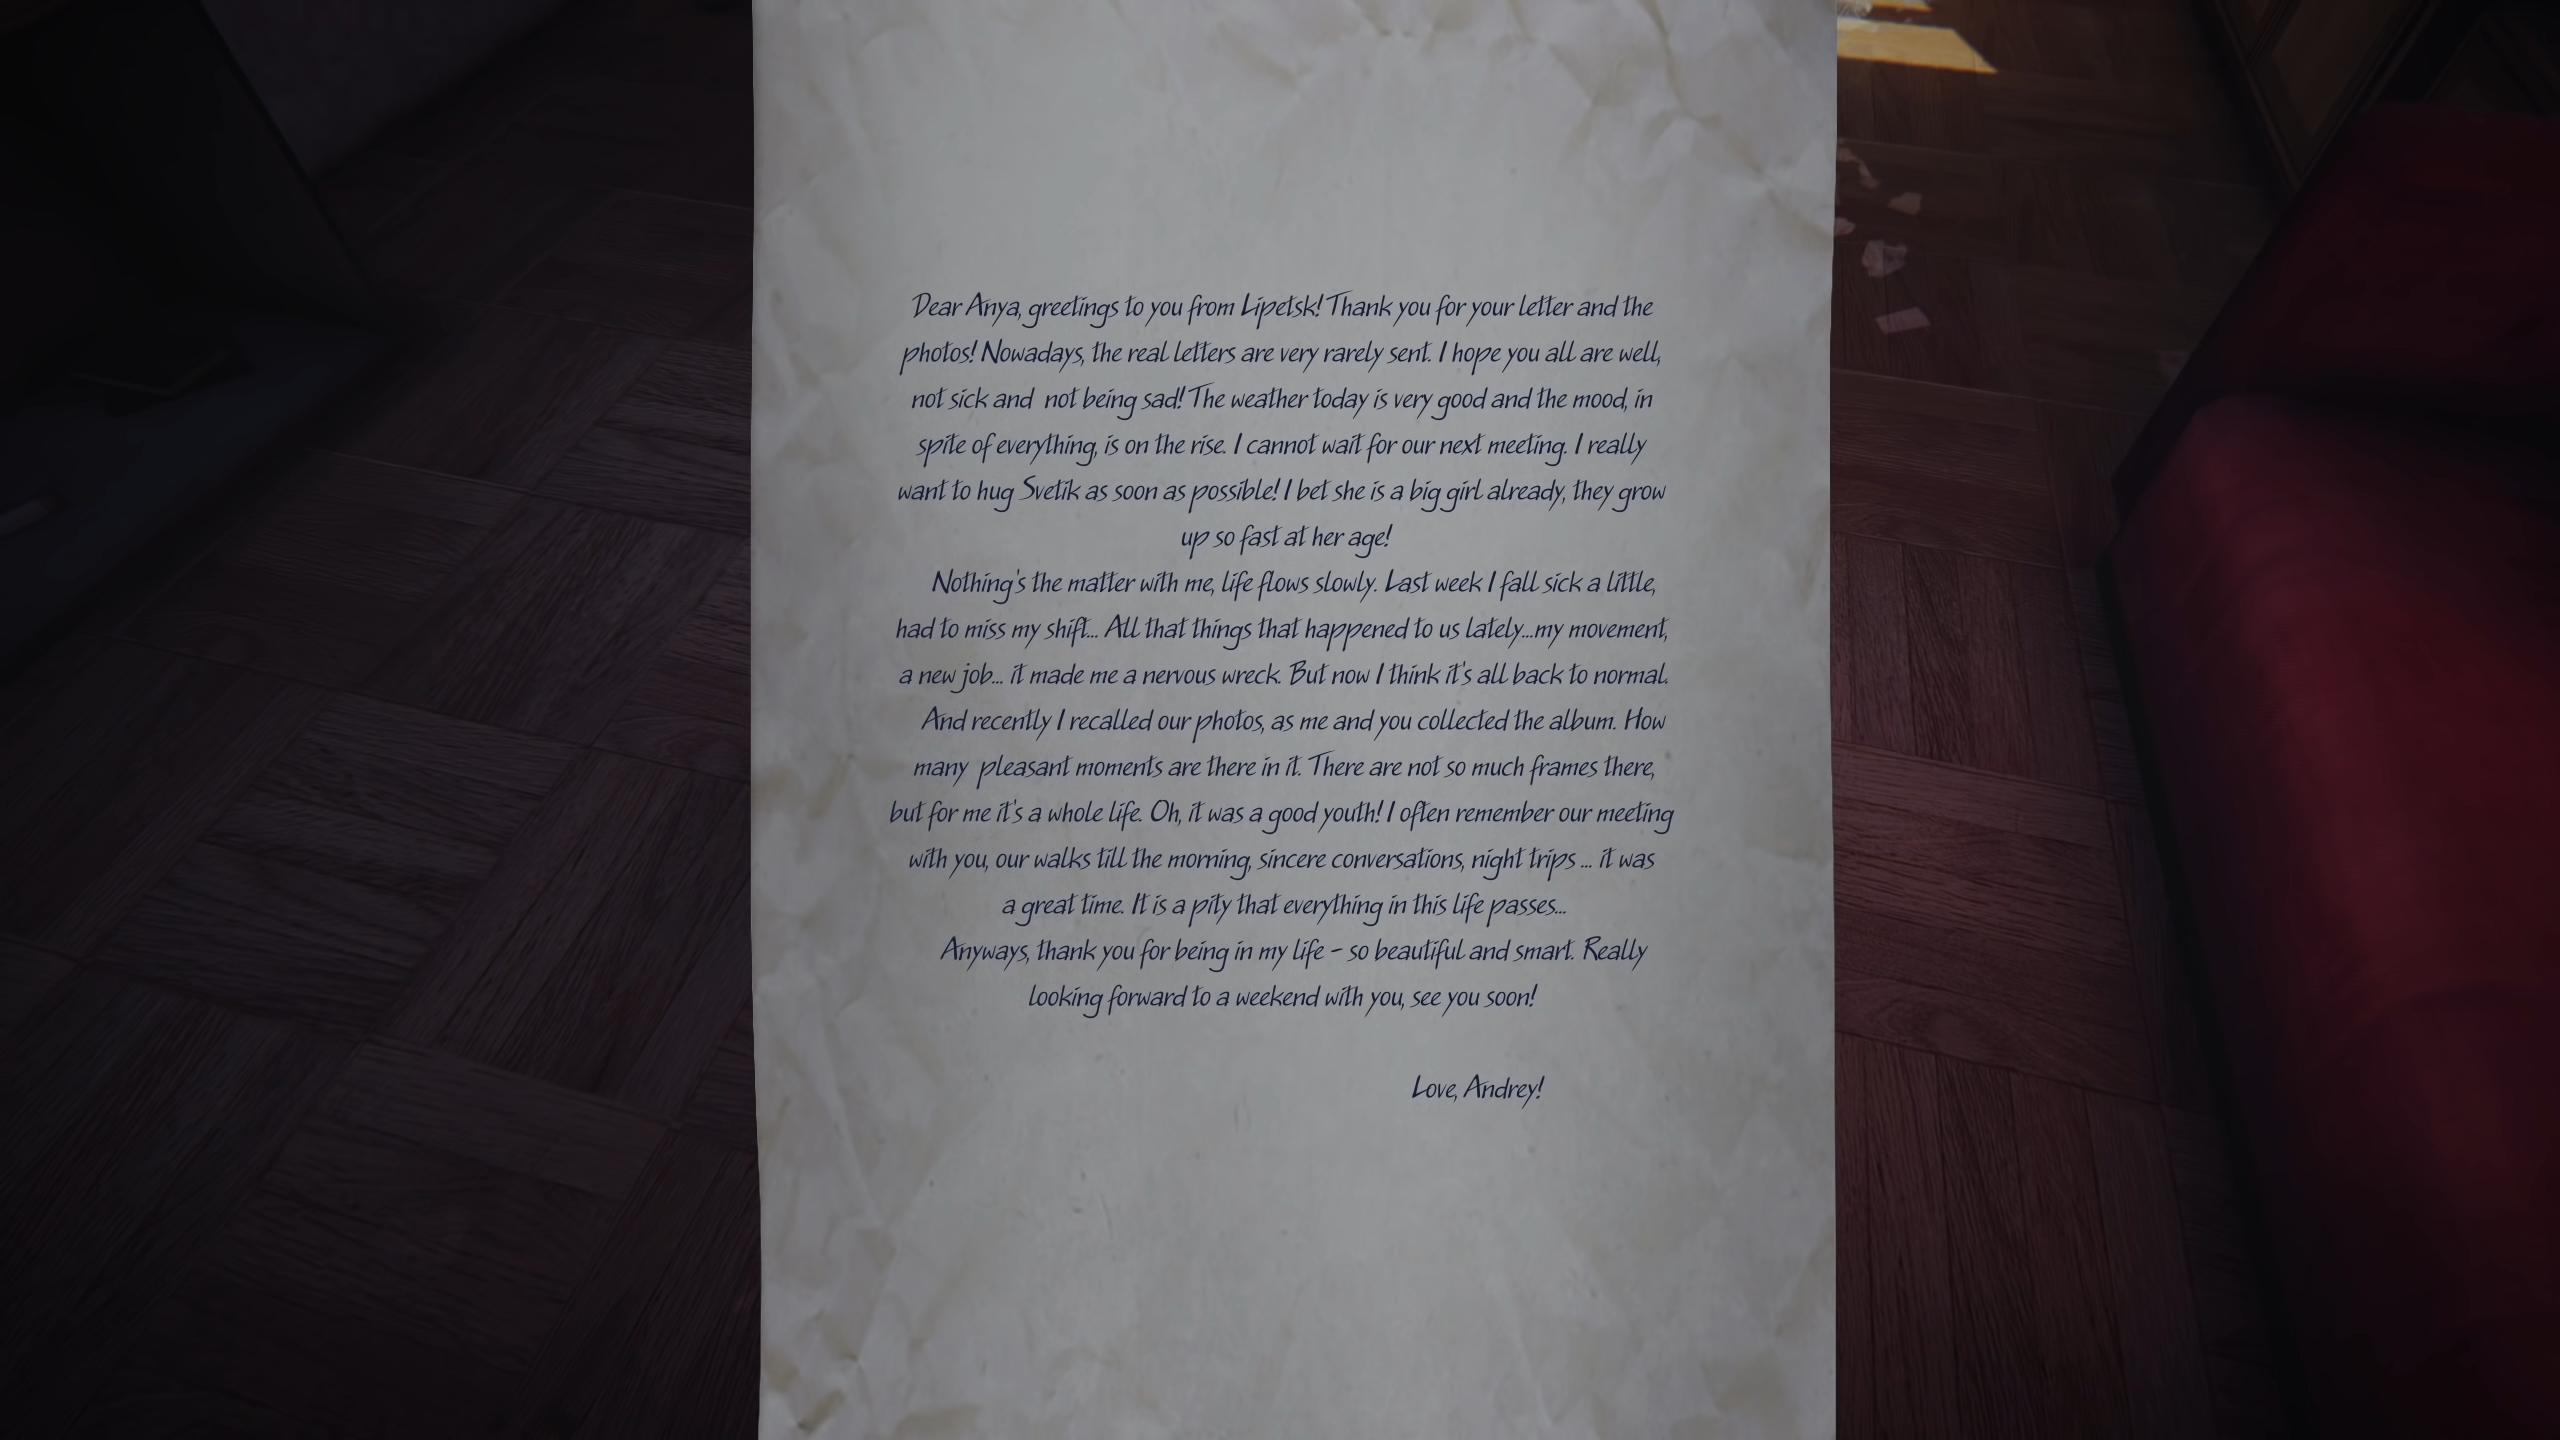 Dear Anya, greetings to you from Lipetsk! Thank you for your letter and the
photos! Nowadays, the real letters are very rarely sent. I hope you all are well,
not sick and  not being sad! The weather today is very good and the mood, in
spite of everything, is on the rise. I cannot wait for our next meeting. I really
want to hug Svetik as soon as possible! I bet she is a big girl already, they grow
up so fast at her age!
Nothing's the matter with me, life flows slowly. Last week I fall sick a little,
had to miss my shift... All that things that happened to us lately...my movement,
a new job... it made me a nervous wreck. But now I think it's all back to normal.
And recently I recalled our photos, as me and you collected the album. How
many  pleasant moments are there in it. There are not so much frames there,
but for me it's a whole life. Oh, it was a good youth! I often remember our meeting
with you, our walks till the morning, sincere conversations, night trips ... it was
a great time. It is a pity that everything in this life passes...
Anyways, thank you for being in my life - so beautiful and smart. Really
looking forward to a weekend with you, see you soon!
Love, Andrey!